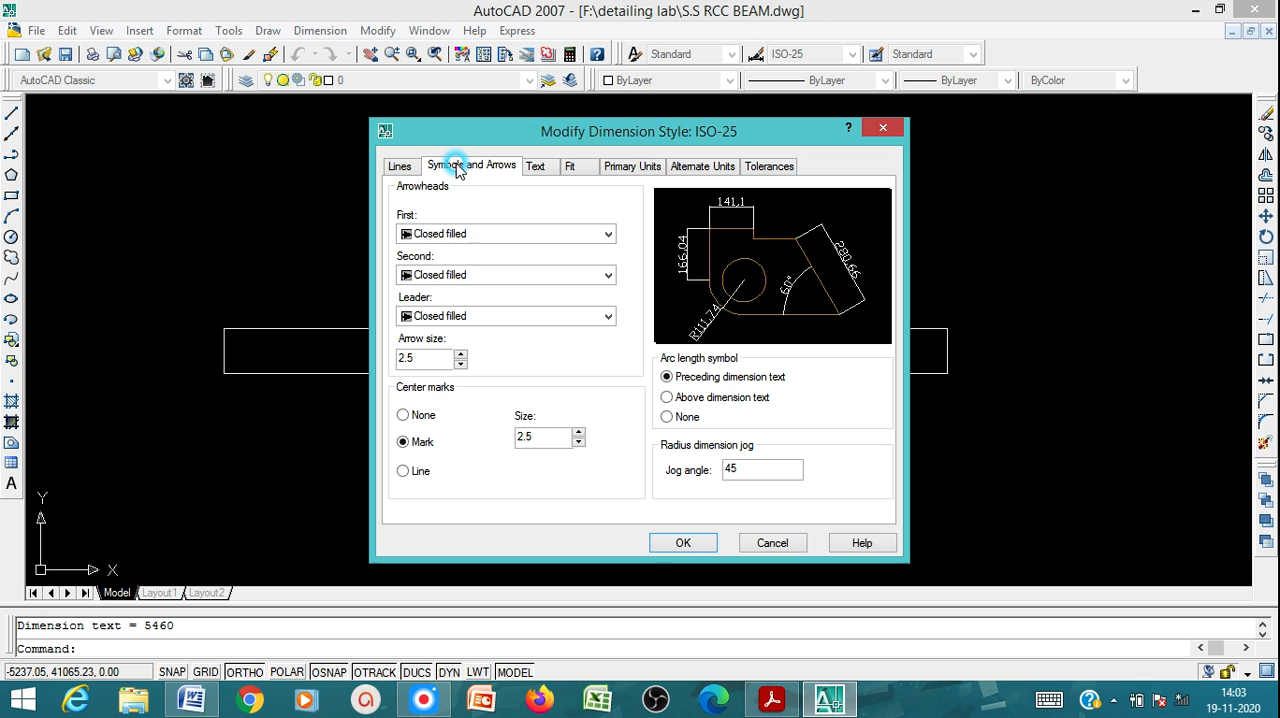 AutoCAD 2007 - [F:\detailing lab\S.S RCC BEAM.dwg]
File Edit View Insert Format Tools Draw Dimension Modify Window Help Express
Standard ISO-25 Standard
AutoCAD Classic 0 ByLayer ByLayer ByLayer ByColor
Modify Dimension Style: ISO-25
Lines Symbols and Arrows Text Fit Primary Units Alternate Units Tolerances
Arrowheads
First:
Closed filled
Second:
Closed filled
Leader:
Closed filled
Arrow size:
2.5
Center marks
None
Mark
Line
Size:
2.5
141,1
166,04
280,66
60°
R111,74
Arc length symbol
Preceding dimension text
Above dimension text
None
Radius dimension jog
Jog angle: 45
OK Cancel Help
Y
X
Model Layout1 Layout2
Dimension text = 5460
Command:
-5237.05, 41065.23, 0.00 SNAP GRID ORTHO POLAR OSNAP OTRACK DUCS DYN LWT MODEL
14:03
19-11-2020